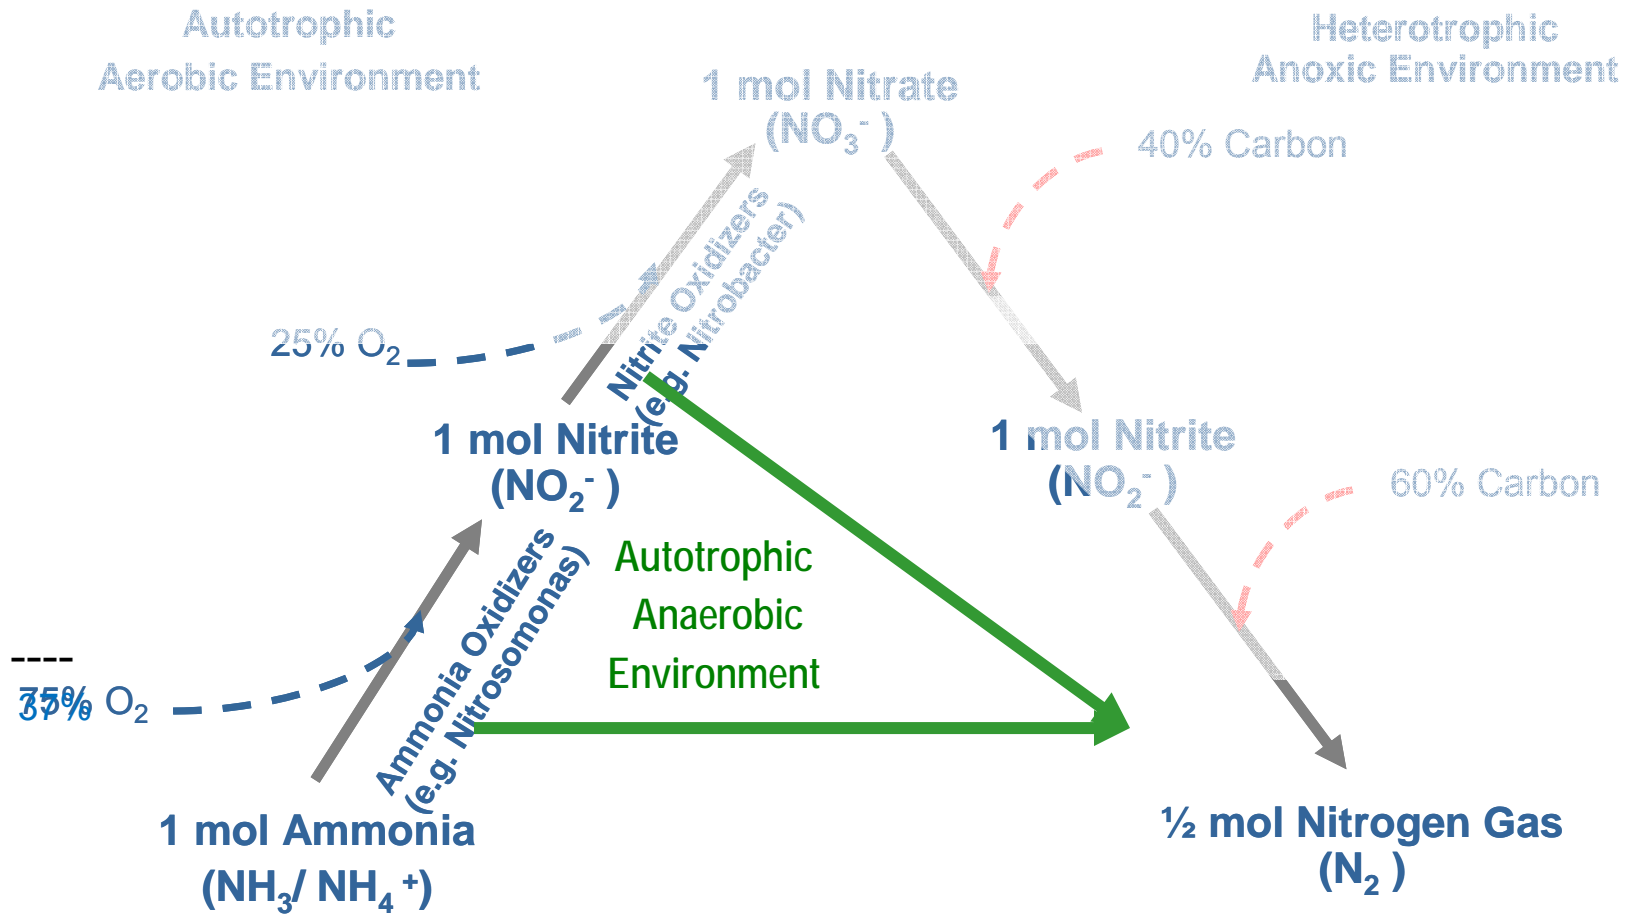 Autotrophic
Aerobic Environment
Heterotrophic
Anoxic Environment
1 mol Nitrate
(NO₃⁻ )
40% Carbon
Nitrite Oxidizers
(e.g. Nitrobacter)
25% O₂
1 mol Nitrite
(NO₂⁻ )
1 mol Nitrite
(NO₂⁻ )
60% Carbon
Autotrophic
Anaerobic
Environment
Ammonia Oxidizers
(e.g. Nitrosomonas)
----
75% O₂
37%
1 mol Ammonia
(NH₃/ NH₄ ⁺)
½ mol Nitrogen Gas
(N₂ )